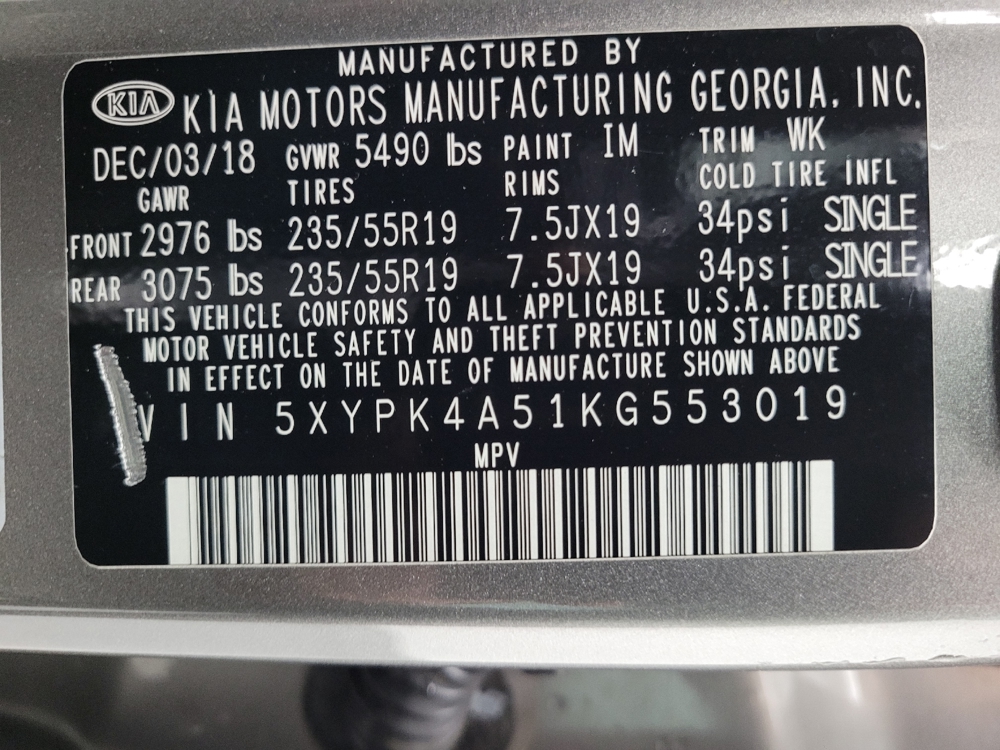 MANUFACTURED BY
KIA KIA MOTORS MANUFACTURING GEORGIA, INC.
DEC/03/18 GVWR 5490 lbs PAINT IM TRIM WK
GAWR TIRES RIMS COLD TIRE INFL
FRONT 2976 lbs 235/55R19 7.5JX19 34psi SINGLE
REAR 3075 lbs 235/55R19 7.5JX19 34psi SINGLE
THIS VEHICLE CONFORMS TO ALL APPLICABLE U.S.A. FEDERAL
MOTOR VEHICLE SAFETY AND THEFT PREVENTION STANDARDS
IN EFFECT ON THE DATE OF MANUFACTURE SHOWN ABOVE
VIN 5XYPK4A51KG553019
MPV